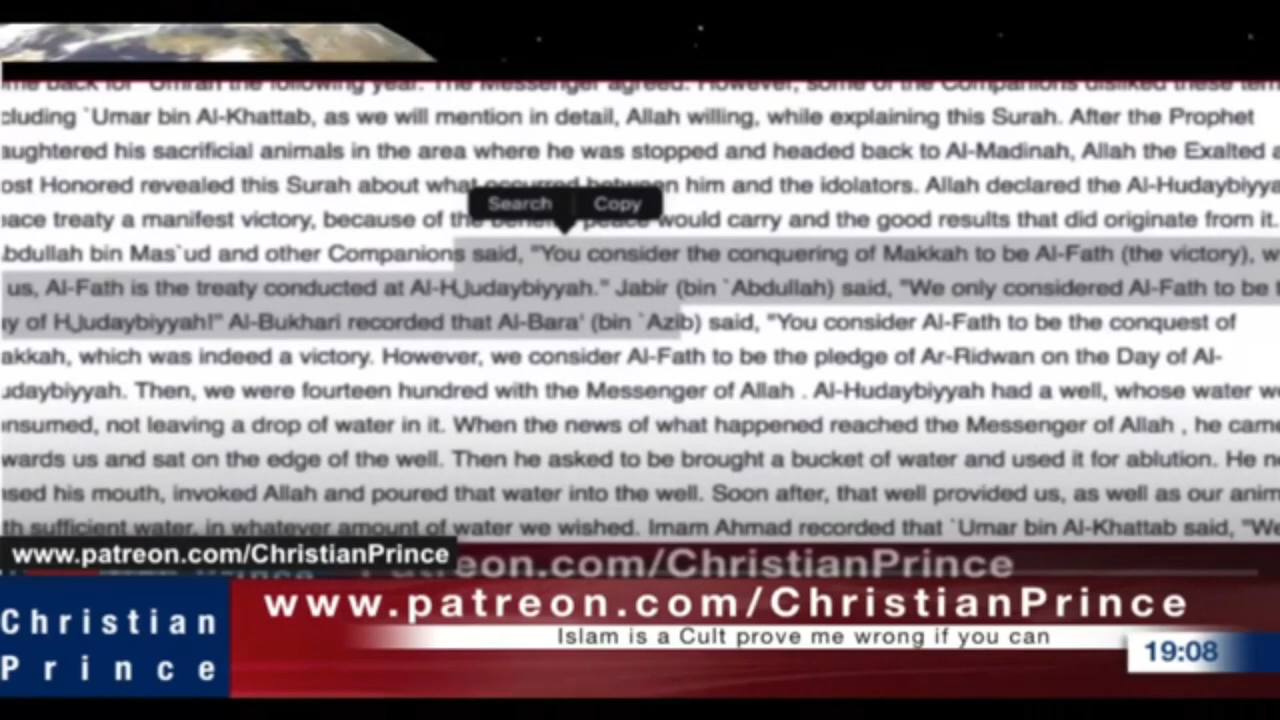 cluding `Umar bin Al-Khattab, as we will mention in detail, Allah willing, while explaining this Surah. After the Prophet
aughtered his sacrificial animals in the area where he was stopped and headed back to Al-Madinah, Allah the Exalted a
ost Honored revealed this Surah about what occurred between him and the idolators. Allah declared the Al-Hudaybiyya
Search Copy
eace treaty a manifest victory, because of the would carry and the good results that did originate from it.
bdullah bin Mas`ud and other Companions said, "You consider the conquering of Makkah to be Al-Fath (the victory), w
us, Al-Fath is the treaty conducted at Al-HJudaybiyyah." Jabir (bin `Abdullah) said, "We only considered Al-Fath to be t
ay of HJudaybiyyah!" Al-Bukhari recorded that Al-Bara' (bin `Azib) said, "You consider Al-Fath to be the conquest of
akkah, which was indeed a victory. However, we consider Al-Fath to be the pledge of Ar-Ridwan on the Day of Al-
udaybiyyah. Then, we were fourteen hundred with the Messenger of Allah . Al-Hudaybiyyah had a well, whose water we
onsumed, not leaving a drop of water in it. When the news of what happened reached the Messenger of Allah , he came
wards us and sat on the edge of the well. Then he asked to be brought a bucket of water and used it for ablution. He ne
nsed his mouth, invoked Allah and poured that water into the well. Soon after, that well provided us, as well as our anim
th sufficient water, in whatever amount of water we wished. Imam Ahmad recorded that `Umar bin Al-Khattab said, "We
www.patreon.com/ChristianPrince
eon.com/ChristianPrince
www.patreon.com/ChristianPrince
Islam is a Cult prove me wrong if you can
Christian
Prince
19:08